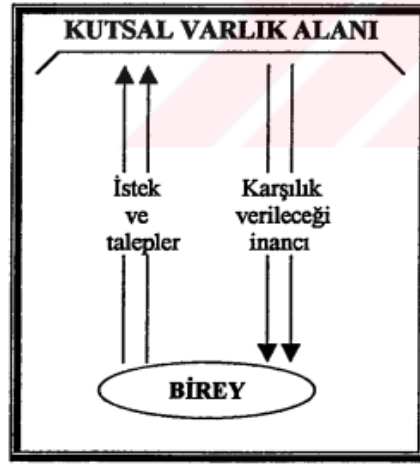 KUTSAL VARLIK ALANI
İstek
ve
talepler
Karşılık
verileceği
inancı
BİREY